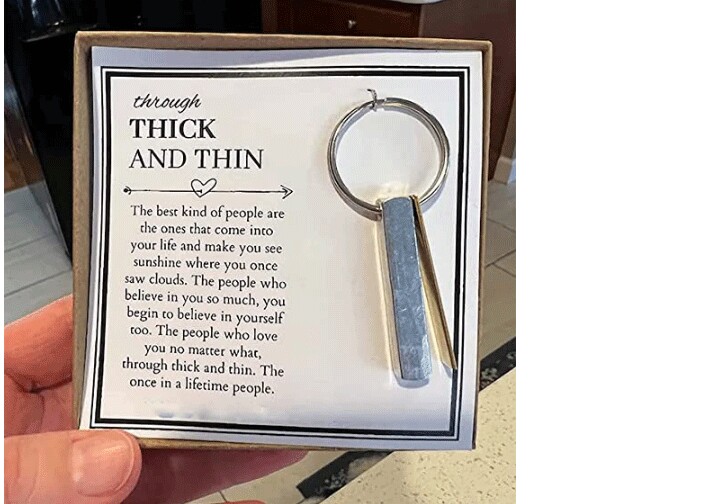 through
THICK
AND THIN
The best kind of people are
the ones that come into
your life and make you see
sunshine where you once
saw clouds. The people who
believe in you so much, you
begin to believe in yourself
too. The people who love
you no matter what,
through thick and thin. The
once in a lifetime people.